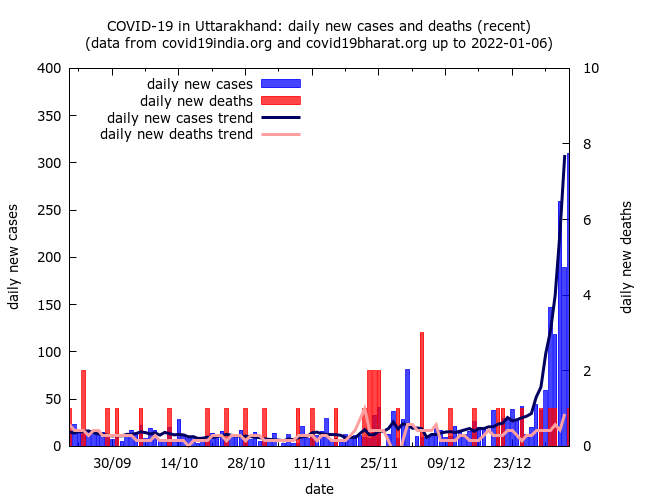 COVID-19 in Uttarakhand: daily new cases and deaths (recent)
(data from covid19india.org and covid19bharat.org up to 2022-01-06)
daily new cases
daily new deaths
daily new cases trend
daily new deaths trend
400
350
300
250
200
150
100
50
0
10
8
6
4
2
0
daily new cases
daily new deaths
30/09 14/10 28/10 11/11 25/11 09/12 23/12
date